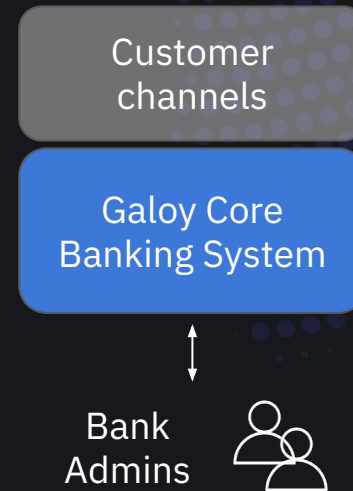 Customer
channels
Galoy Core
Banking System
Bank
Admins